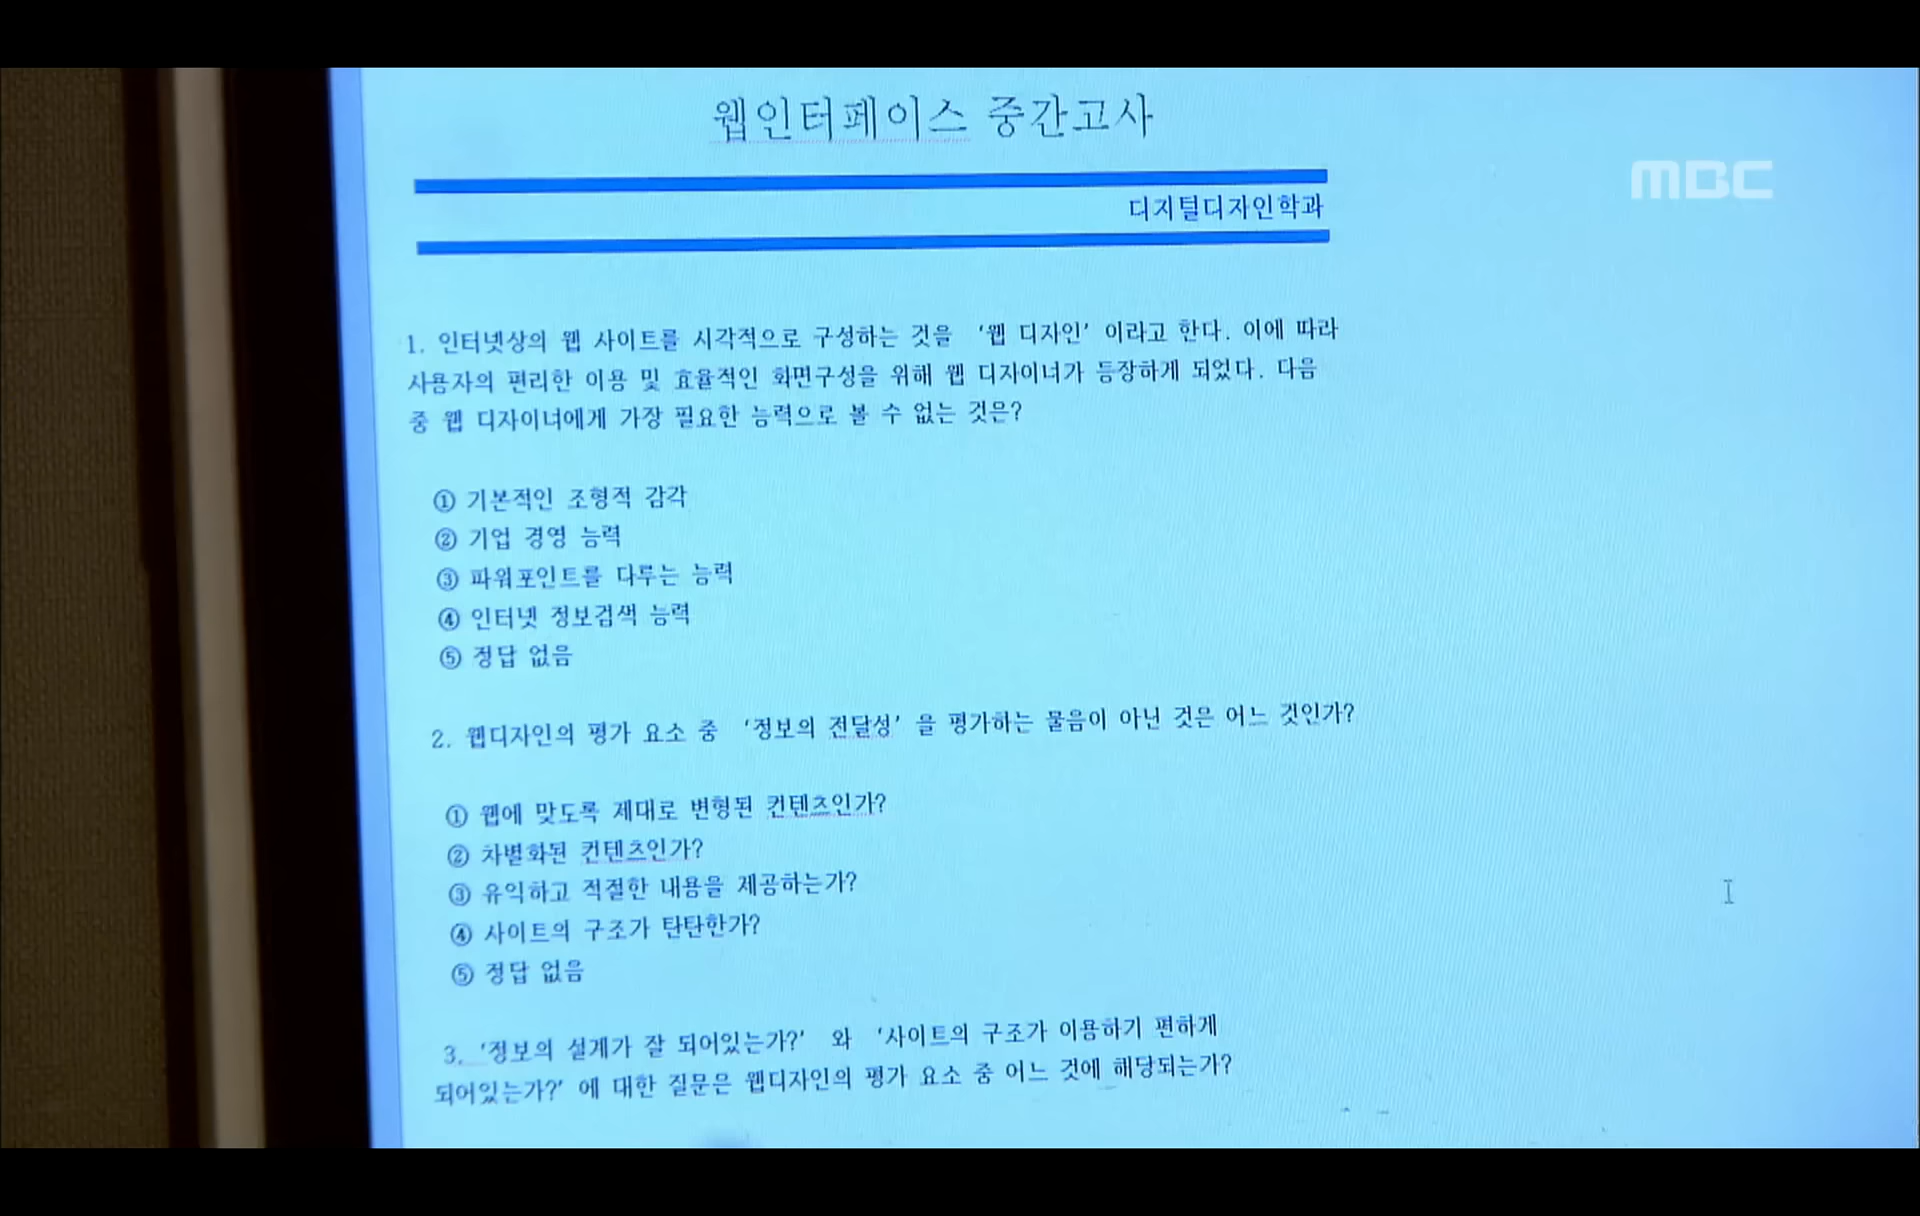 웹인터페이스 중간고사
MBC
디지털디자인학과
1. 인터넷상의 웹 사이트를 시각적으로 구성하는 것을 '웹 디자인' 이라고 한다. 이에 따라
사용자의 편리한 이용 및 효율적인 화면구성을 위해 웹 디자이너가 등장하게 되었다. 다음
중 웹 디자이너에게 가장 필요한 능력으로 볼 수 없는 것은?
① 기본적인 조형적 감각
② 기업 경영 능력
③ 파워포인트를 다루는 능력
④ 인터넷 정보검색 능력
⑤ 정답 없음
2. 웹디자인의 평가 요소 중 '정보의 전달성' 을 평가하는 물음이 아닌 것은 어느 것인가?
① 웹에 맞도록 제대로 변형된 컨텐츠인가?
② 차별화된 컨텐츠인가?
③ 유익하고 적절한 내용을 제공하는가?
④ 사이트의 구조가 탄탄한가?
⑤ 정답 없음
3. '정보의 설계가 잘 되어있는가?' 와 '사이트의 구조가 이용하기 편하게
되어있는가?' 에 대한 질문은 웹디자인의 평가 요소 중 어느 것에 해당되는가?